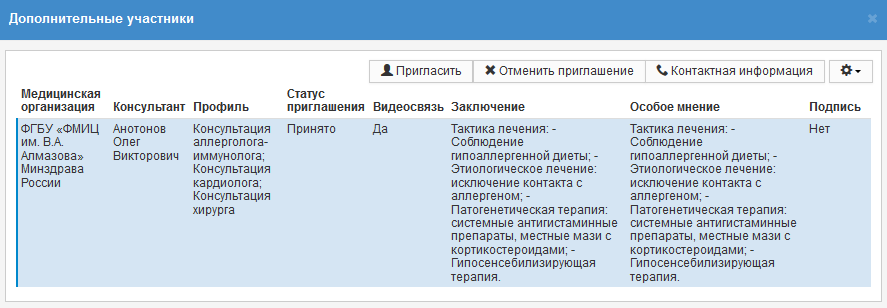 Дополнительные участники
Пригласить
Отменить приглашение
Контактная информация
Медицинская
организация
Консультант
Профиль
Статус
приглашения
Видеосвязь
Заключение
Особое мнение
Подпись
ФГБУ «ФМИЦ
им. В.А.
Алмазова»
Минздрава
России
Анотонов
Олег
Викторович
Консультация
аллерголога-
иммунолога;
Консультация
кардиолога;
Консультация
хирурга
Принято
Да
Тактика лечения: -
Соблюдение
гипоаллергенной диеты; -
Этиологическое лечение:
исключение контакта с
аллергеном; -
Патогенетическая терапия:
системные антигистаминные
препараты, местные мази с
кортикостероидами; -
Гипосенсебилизирующая
терапия.
Тактика лечения: -
Соблюдение
гипоаллергенной диеты; -
Этиологическое лечение:
исключение контакта с
аллергеном; -
Патогенетическая терапия:
системные антигистаминные
препараты, местные мази с
кортикостероидами; -
Гипосенсебилизирующая
терапия.
Нет